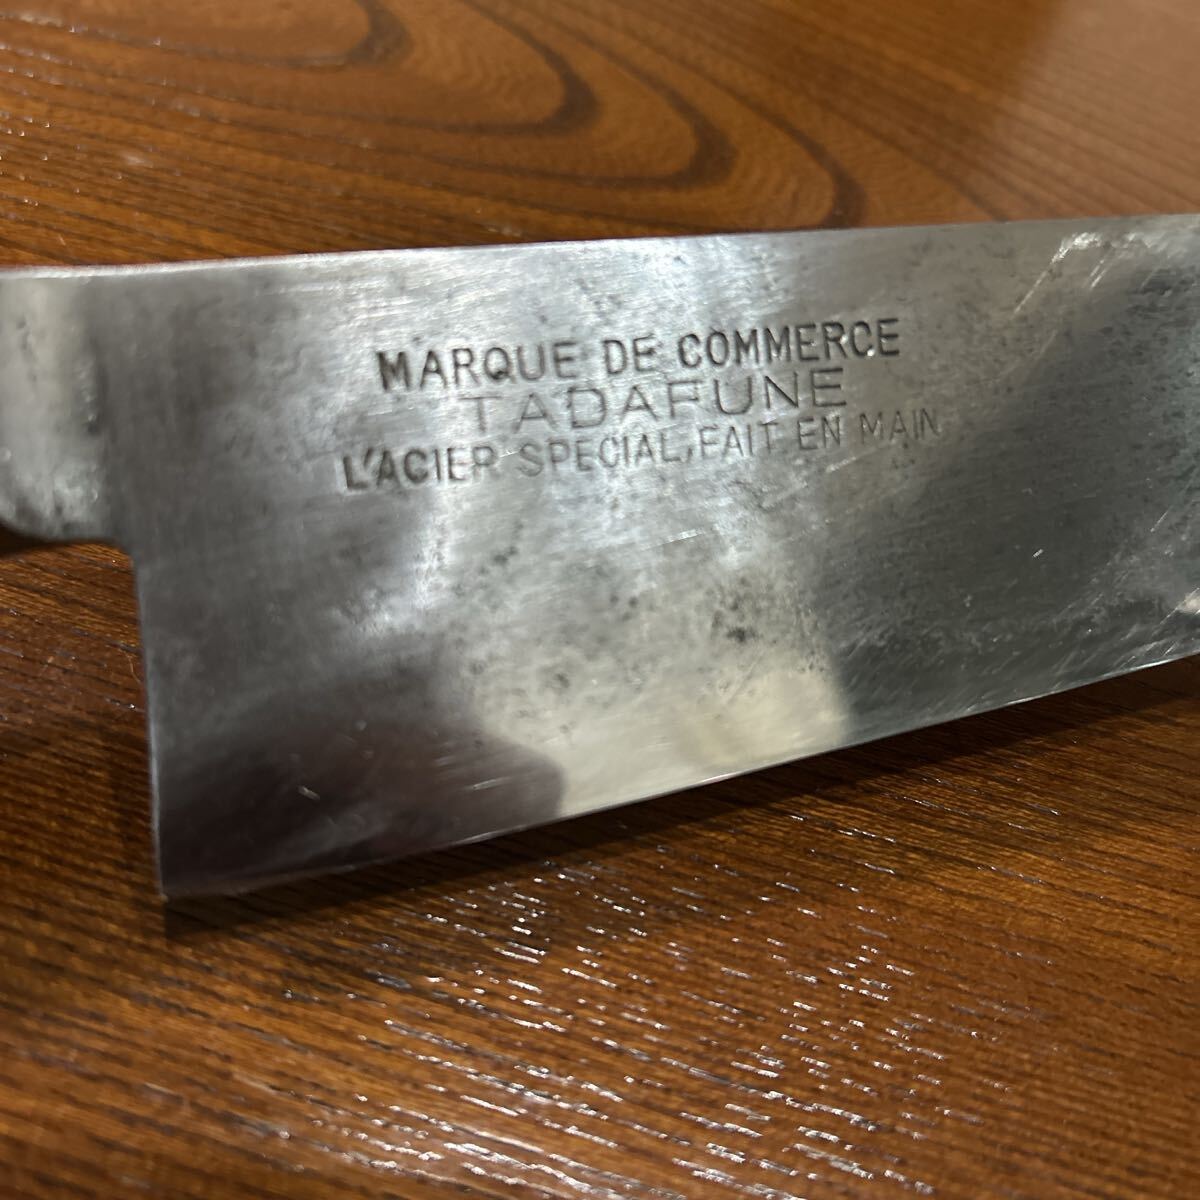 MARQUE DE COMMERCE
TADAFUNE
L'ACIER SPECIAL, FAIT EN MAIN